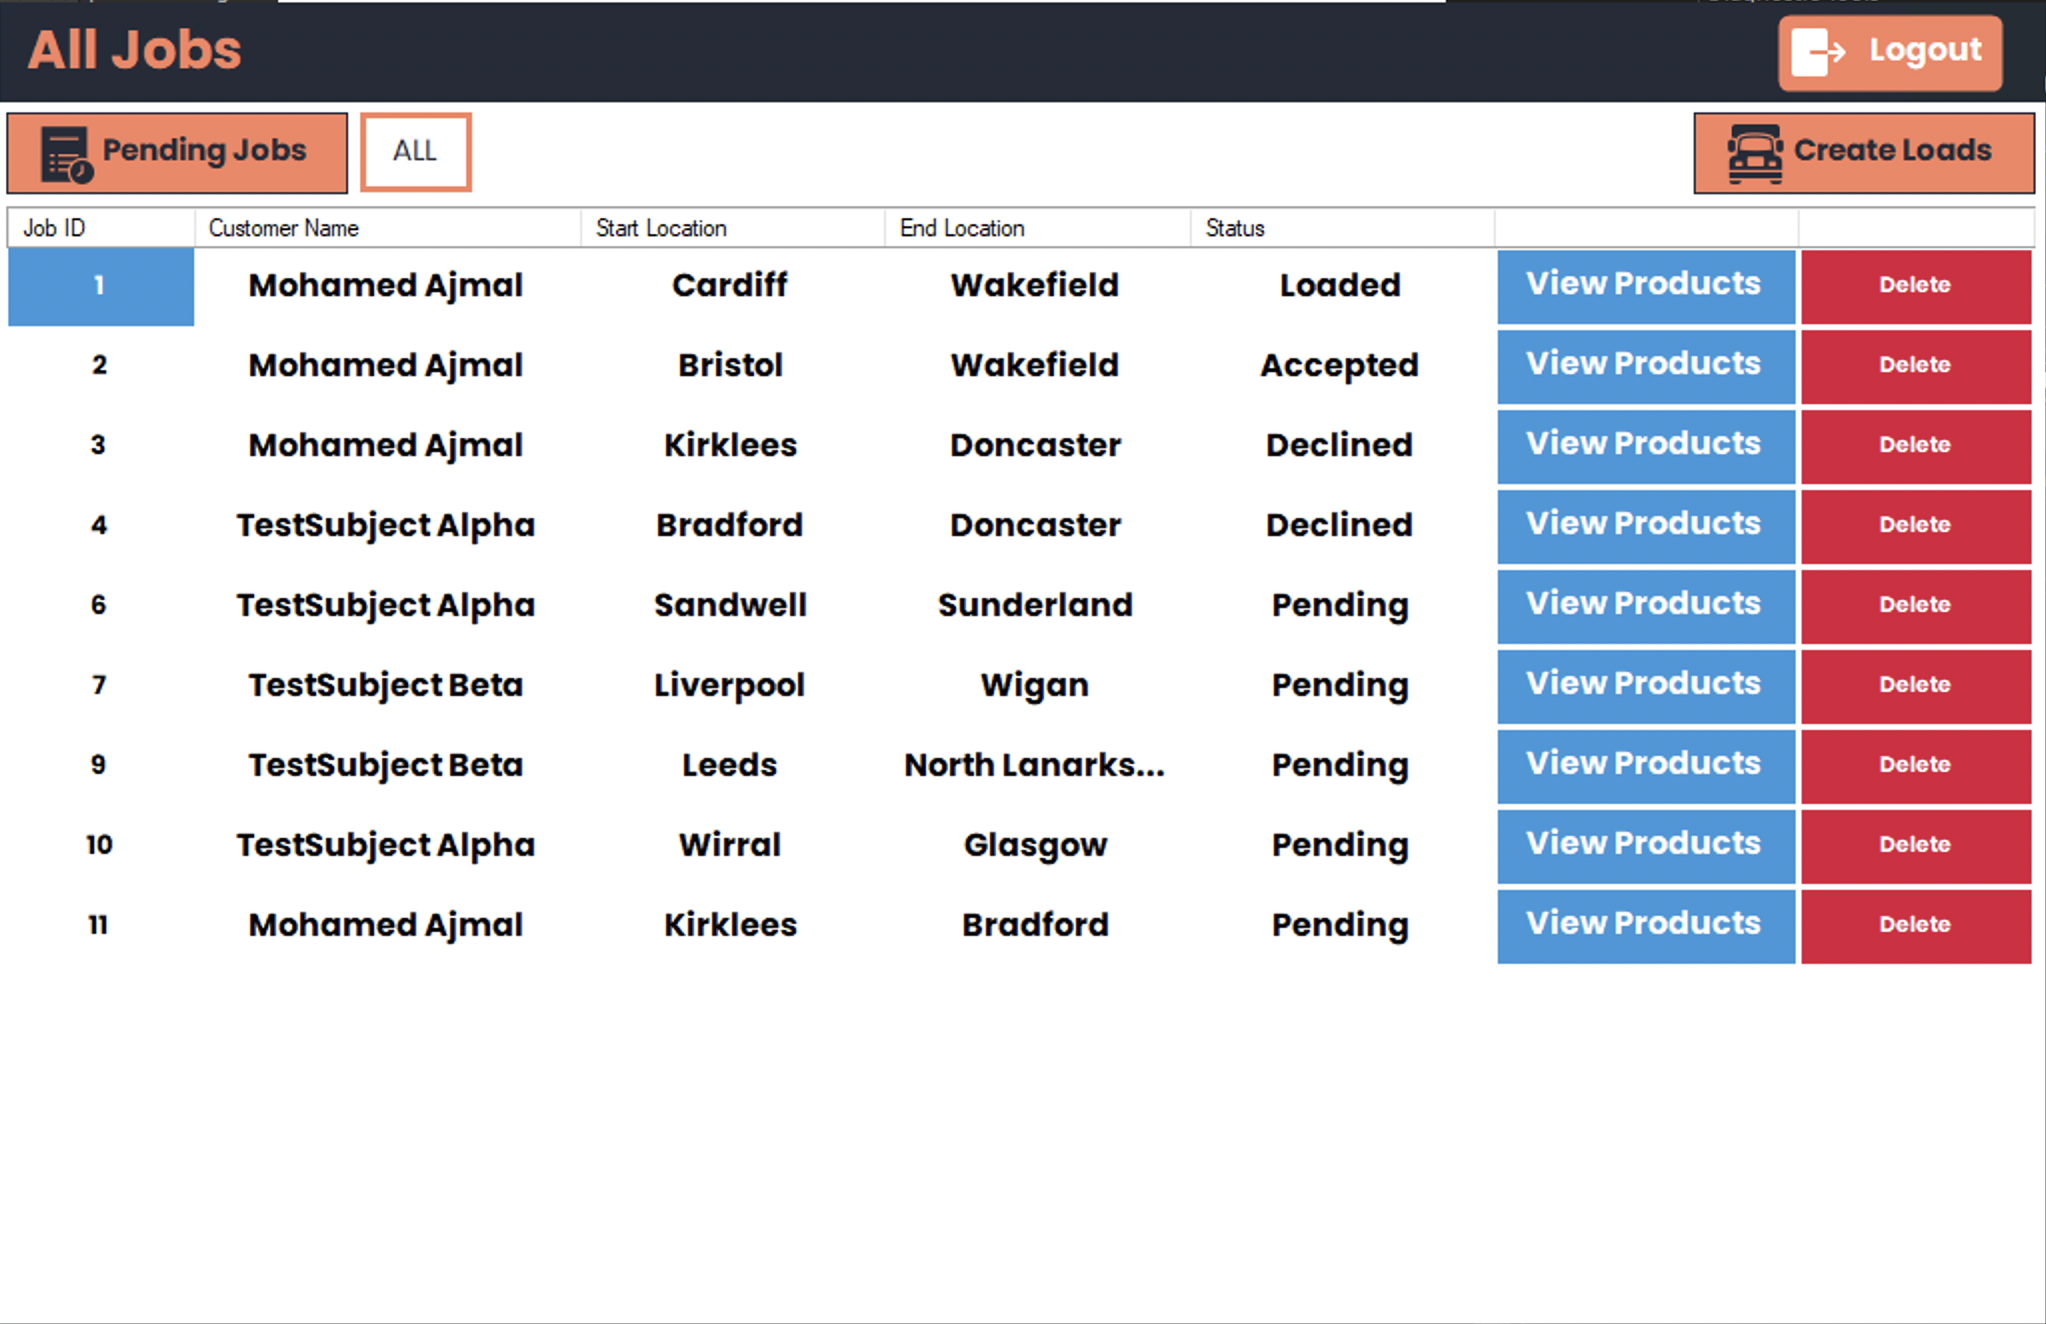 All Jobs Logout
Pending Jobs ALL Create Loads
Job ID Customer Name Start Location End Location Status
1 Mohamed Ajmal Cardiff Wakefield Loaded View Products Delete
2 Mohamed Ajmal Bristol Wakefield Accepted View Products Delete
3 Mohamed Ajmal Kirklees Doncaster Declined View Products Delete
4 TestSubject Alpha Bradford Doncaster Declined View Products Delete
6 TestSubject Alpha Sandwell Sunderland Pending View Products Delete
7 TestSubject Beta Liverpool Wigan Pending View Products Delete
9 TestSubject Beta Leeds North Lanarks... Pending View Products Delete
10 TestSubject Alpha Wirral Glasgow Pending View Products Delete
11 Mohamed Ajmal Kirklees Bradford Pending View Products Delete